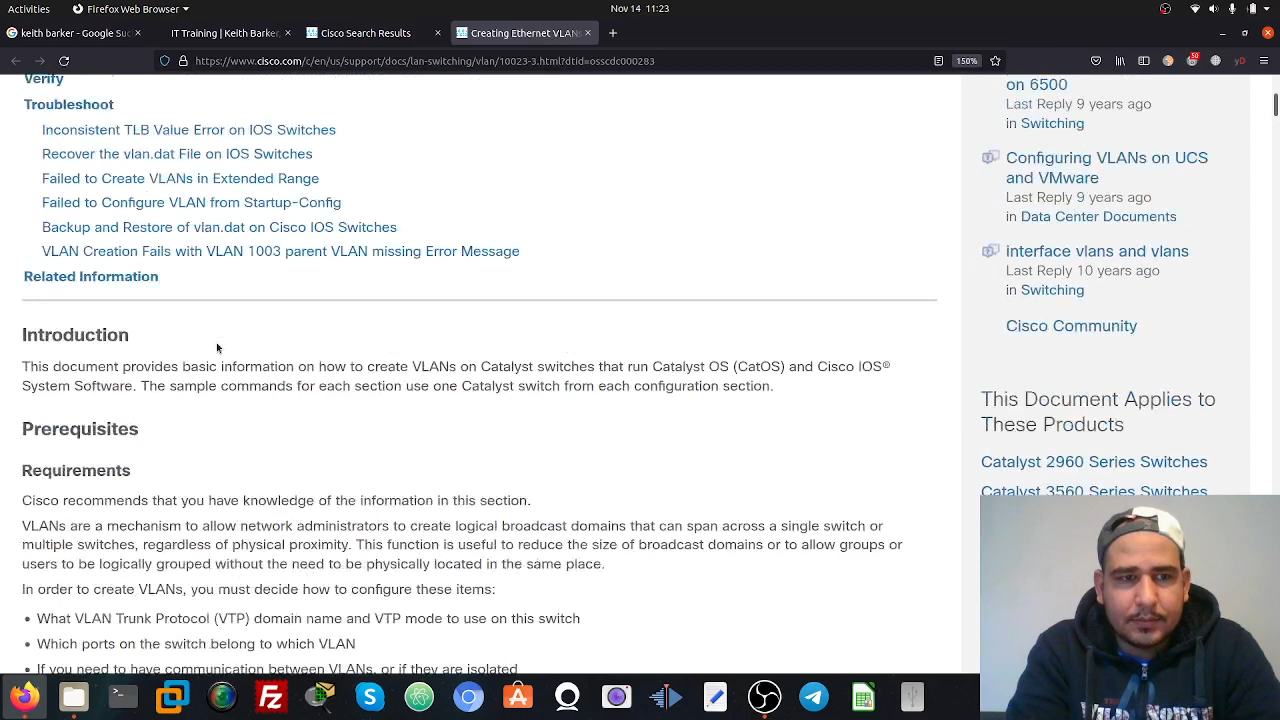 Activities
Firefox Web Browser
Nov 14 11:23
keith barker - Google Su
IT Training | Keith Barker,
Cisco Search Results
Creating Ethernet VLANs
https://www.cisco.com/c/en/us/support/docs/lan-switching/vlan/10023-3.html?dtid=osscdc000283
150%
50
yD
Verify
Troubleshoot
Inconsistent TLB Value Error on IOS Switches
Recover the vlan.dat File on IOS Switches
Failed to Create VLANs in Extended Range
Failed to Configure VLAN from Startup-Config
Backup and Restore of vlan.dat on Cisco IOS Switches
VLAN Creation Fails with VLAN 1003 parent VLAN missing Error Message
Related Information
Introduction
This document provides basic information on how to create VLANs on Catalyst switches that run Catalyst OS (CatOS) and Cisco IOS®
System Software. The sample commands for each section use one Catalyst switch from each configuration section.
Prerequisites
Requirements
Cisco recommends that you have knowledge of the information in this section.
VLANs are a mechanism to allow network administrators to create logical broadcast domains that can span across a single switch or
multiple switches, regardless of physical proximity. This function is useful to reduce the size of broadcast domains or to allow groups or
users to be logically grouped without the need to be physically located in the same place.
In order to create VLANs, you must decide how to configure these items:
• What VLAN Trunk Protocol (VTP) domain name and VTP mode to use on this switch
• Which ports on the switch belong to which VLAN
• If you need to have communication between VLANs, or if they are isolated
on 6500
Last Reply 9 years ago
in Switching
Configuring VLANs on UCS
and VMware
Last Reply 9 years ago
in Data Center Documents
interface vlans and vlans
Last Reply 10 years ago
in Switching
Cisco Community
This Document Applies to
These Products
Catalyst 2960 Series Switches
Catalyst 3560 Series Switches